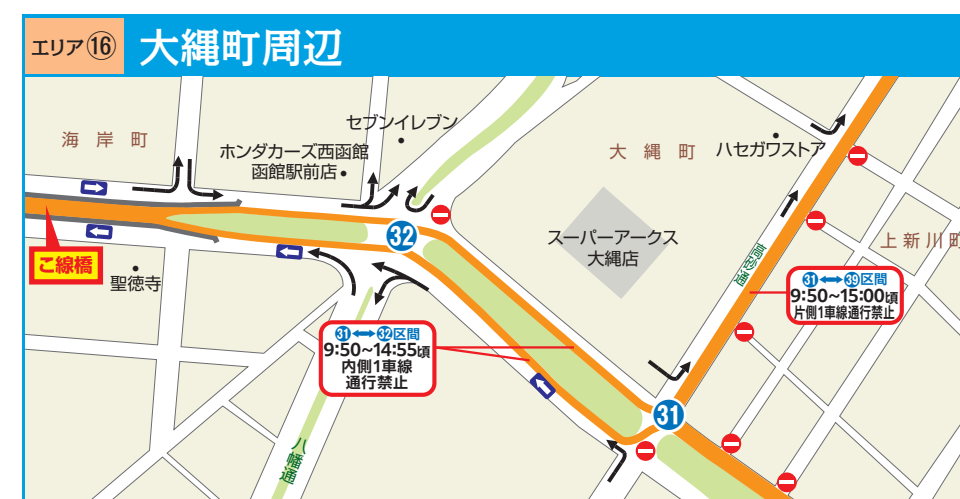 エリア⑯ 大縄町周辺
海岸町
セブンイレブン
ホンダカーズ西函館
函館駅前店
大縄町
ハセガワストア
スーパーアークス
大縄店
上新川町
高砂通
こ線橋
聖徳寺
㉜
㉛⟷㊴区間
9:50~15:00頃
片側1車線通行禁止
㉛⟷㉜区間
9:50~14:55頃
内側1車線
通行禁止
㉛
八幡通